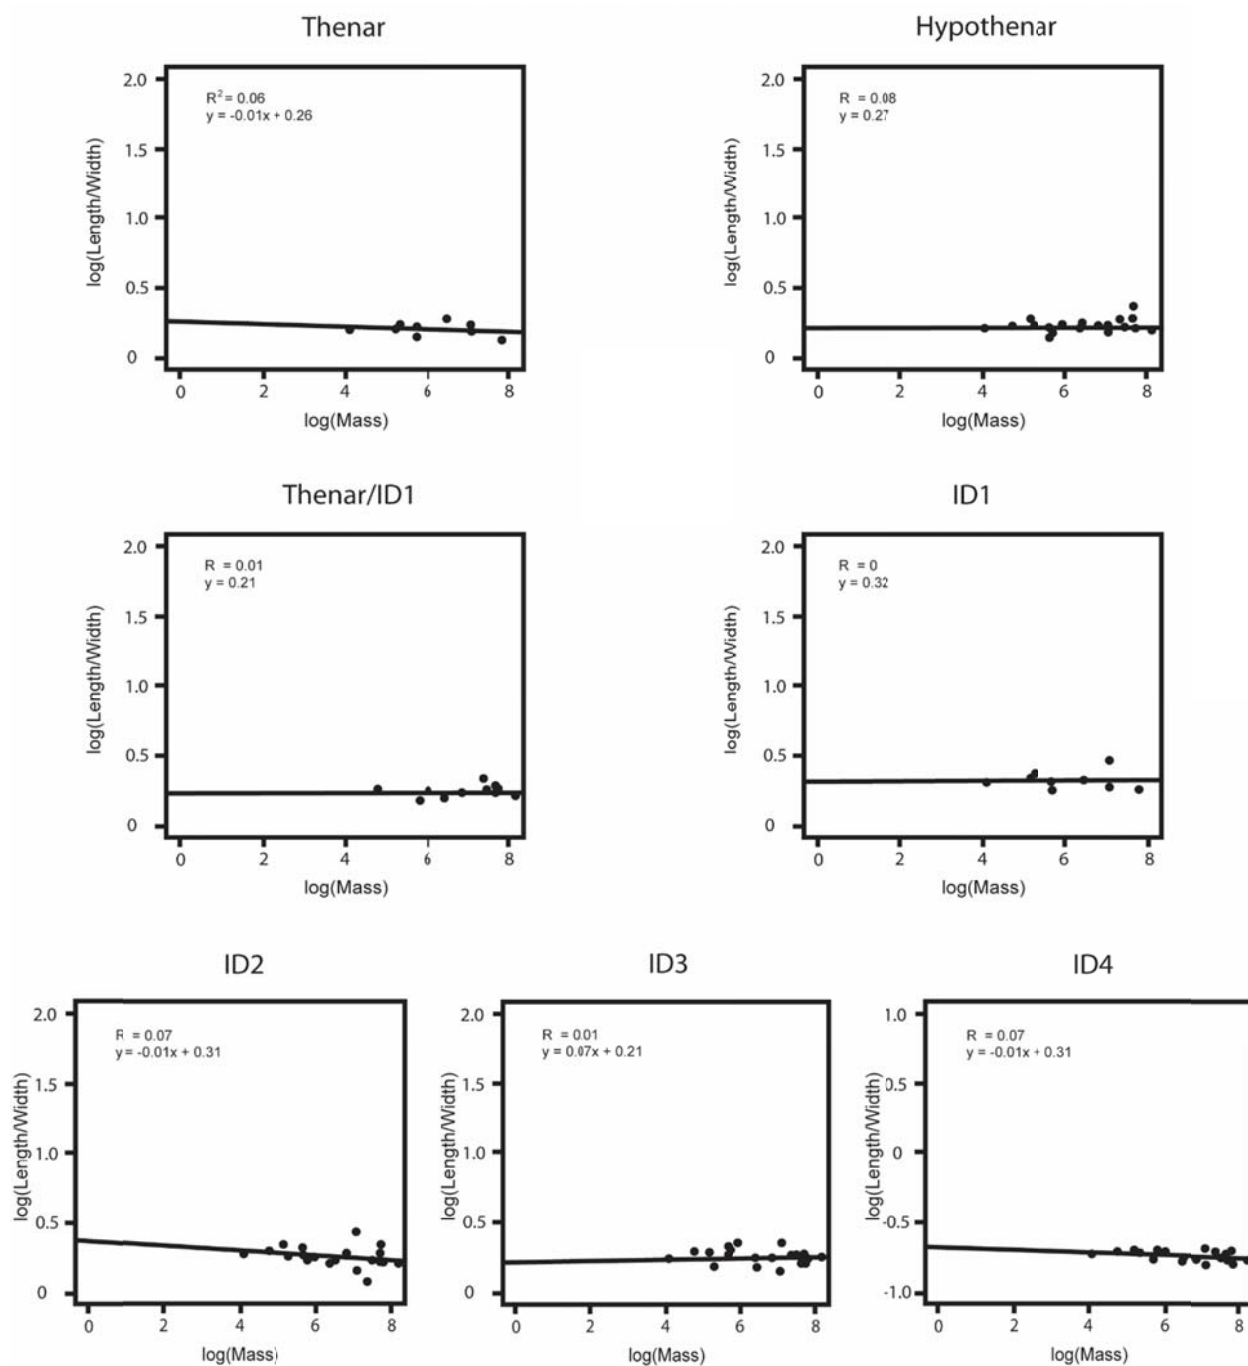 Thenar
R² = 0.06
y = -0.01x + 0.26
2.0
1.5
1.0
0.5
0
log(Length/Width)
0 2 4 6 8
log(Mass)
Hypothenar
R = 0.08
y = 0.27
2.0
1.5
1.0
0.5
0
log(Length/Width)
0 2 4 6 8
log(Mass)
Thenar/ID1
R = 0.01
y = 0.21
2.0
1.5
1.0
0.5
0
log(Length/Width)
0 2 4 6 8
log(Mass)
ID1
R = 0
y = 0.32
2.0
1.5
1.0
0.5
0
log(Length/Width)
0 2 4 6 8
log(Mass)
ID2
R = 0.07
y = -0.01x + 0.31
2.0
1.5
1.0
0.5
0
log(Length/Width)
0 2 4 6 8
log(Mass)
ID3
R = 0.01
y = 0.07x + 0.21
2.0
1.5
1.0
0.5
0
log(Length/Width)
0 2 4 6 8
log(Mass)
ID4
R = 0.07
y = -0.01x + 0.31
1.0
0.5
0
-0.5
-1.0
log(Length/Width)
0 2 4 6 8
log(Mass)